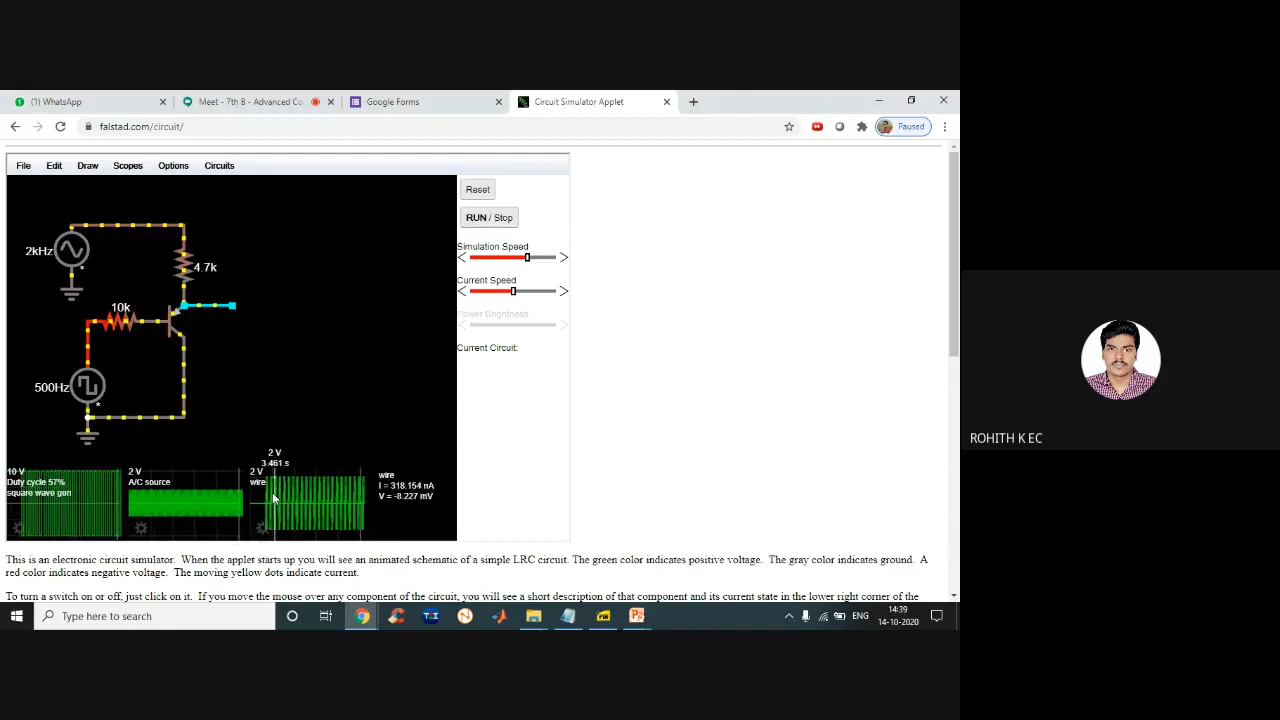 (1) WhatsApp
Meet - 7th B - Advanced Co
Google Forms
Circuit Simulator Applet
falstad.com/circuit/
Paused
File Edit Draw Scopes Options Circuits
Reset
RUN / Stop
Simulation Speed
Current Speed
Power Brightness
Current Circuit:
2kHz
4.7k
10k
500Hz
10 V
Duty cycle 57%
square wave gen
2 V
A/C source
2 V
3.461 s
2 V
wire
wire
I = 318.154 nA
V = -8.227 mV
This is an electronic circuit simulator. When the applet starts up you will see an animated schematic of a simple LRC circuit. The green color indicates positive voltage. The gray color indicates ground. A
red color indicates negative voltage. The moving yellow dots indicate current.
To turn a switch on or off, just click on it. If you move the mouse over any component of the circuit, you will see a short description of that component and its current state in the lower right corner of the
Type here to search
ENG
14:39
14-10-2020
ROHITH K EC